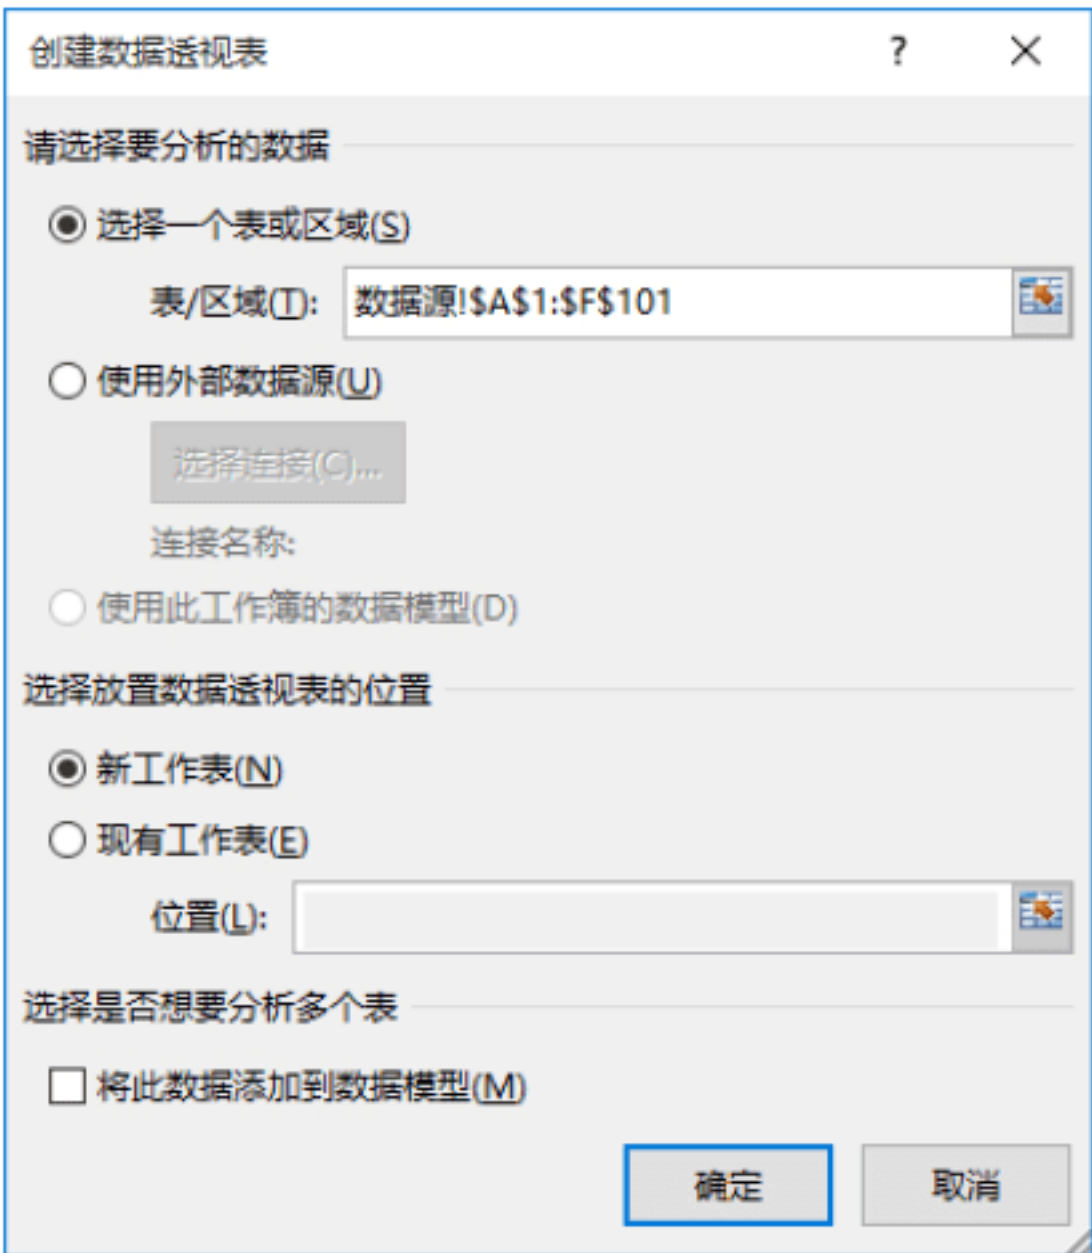 创建数据透视表 ?
请选择要分析的数据
选择一个表或区域(S)
表/区域(T): 数据源!$A$1:$F$101
使用外部数据源(U)
选择连接(C)...
连接名称:
使用此工作簿的数据模型(D)
选择放置数据透视表的位置
新工作表(N)
现有工作表(E)
位置(L):
选择是否想要分析多个表
将此数据添加到数据模型(M)
确定 取消